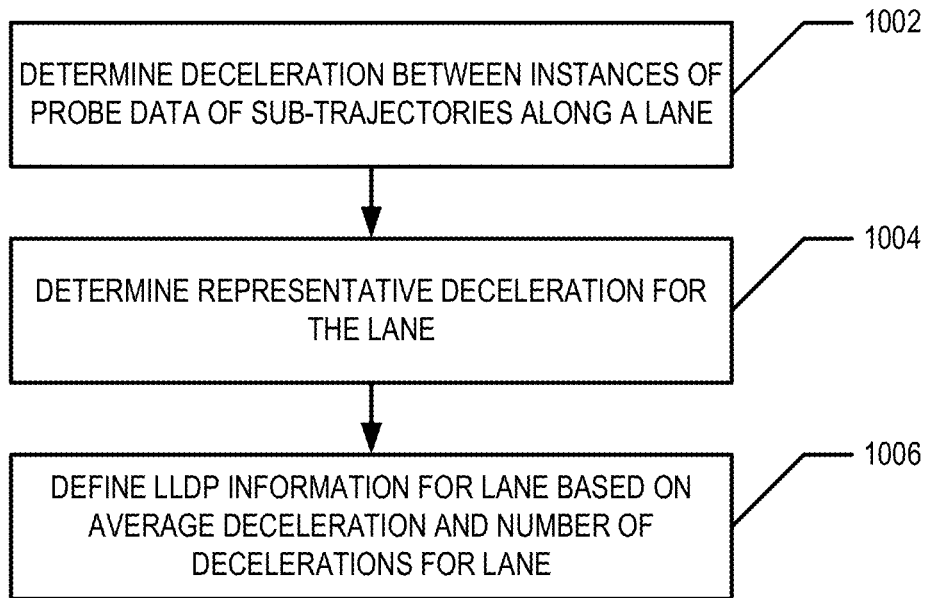 1002
DETERMINE DECELERATION BETWEEN INSTANCES OF
PROBE DATA OF SUB-TRAJECTORIES ALONG A LANE
1004
DETERMINE REPRESENTATIVE DECELERATION FOR
THE LANE
1006
DEFINE LLDP INFORMATION FOR LANE BASED ON
AVERAGE DECELERATION AND NUMBER OF
DECELERATIONS FOR LANE